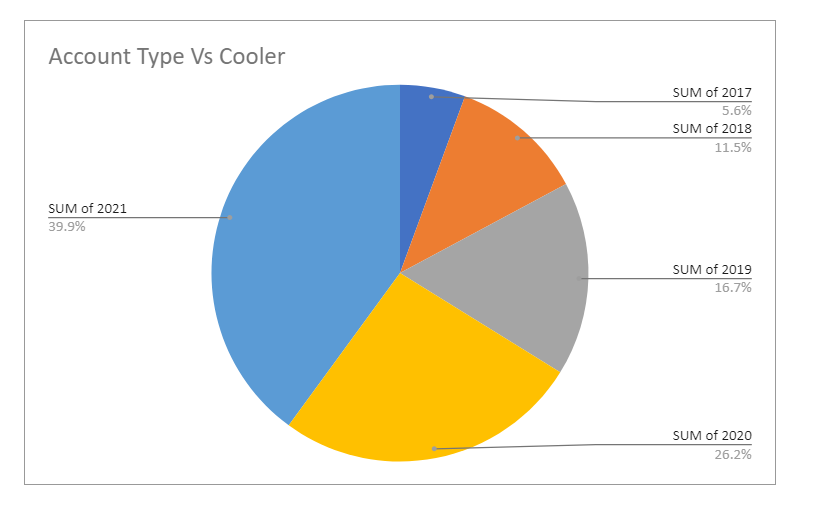 Account Type Vs Cooler
SUM of 2017
5.6%
SUM of 2018
11.5%
SUM of 2021
39.9%
SUM of 2019
16.7%
SUM of 2020
26.2%